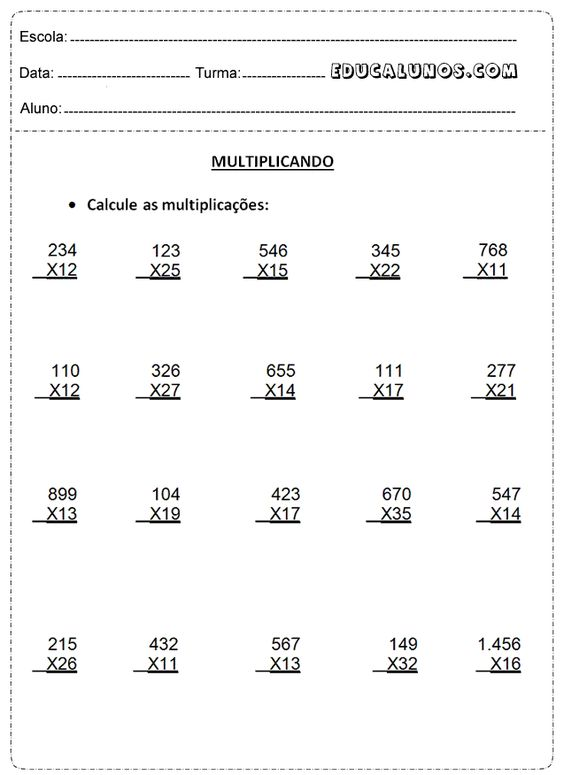 Escola:
Data: Turma: EDUCALUNOS.COM
Aluno:
MULTIPLICANDO
• Calcule as multiplicações:
234 123 546 345 768
X12 X25 X15 X22 X11
110 326 655 111 277
X12 X27 X14 X17 X21
899 104 423 670 547
X13 X19 X17 X35 X14
215 432 567 149 1.456
X26 X11 X13 X32 X16